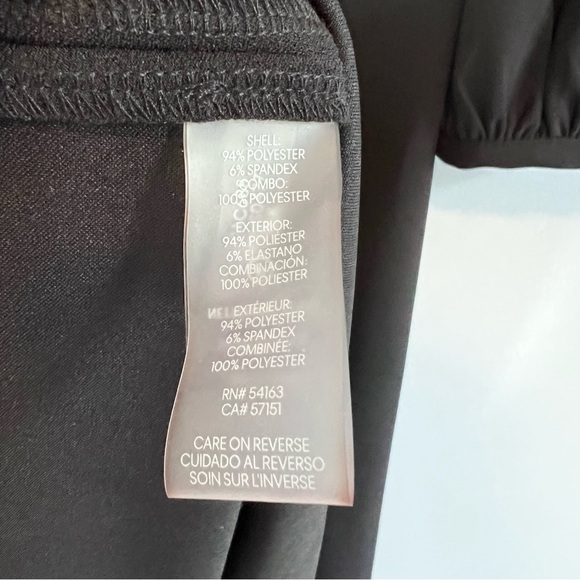 SHELL:
94% POLYESTER
6% SPANDEX
COMBO:
100% POLYESTER
EXTERIOR:
94% POLIESTER
6% ELASTANO
COMBINACIÓN:
100% POLIESTER
EXTÉRIEUR:
94% POLYESTER
6% SPANDEX
COMBINÉE:
100% POLYESTER
RN# 54163
CA# 57151
CARE ON REVERSE
CUIDADO AL REVERSO
SOIN SUR L'INVERSE